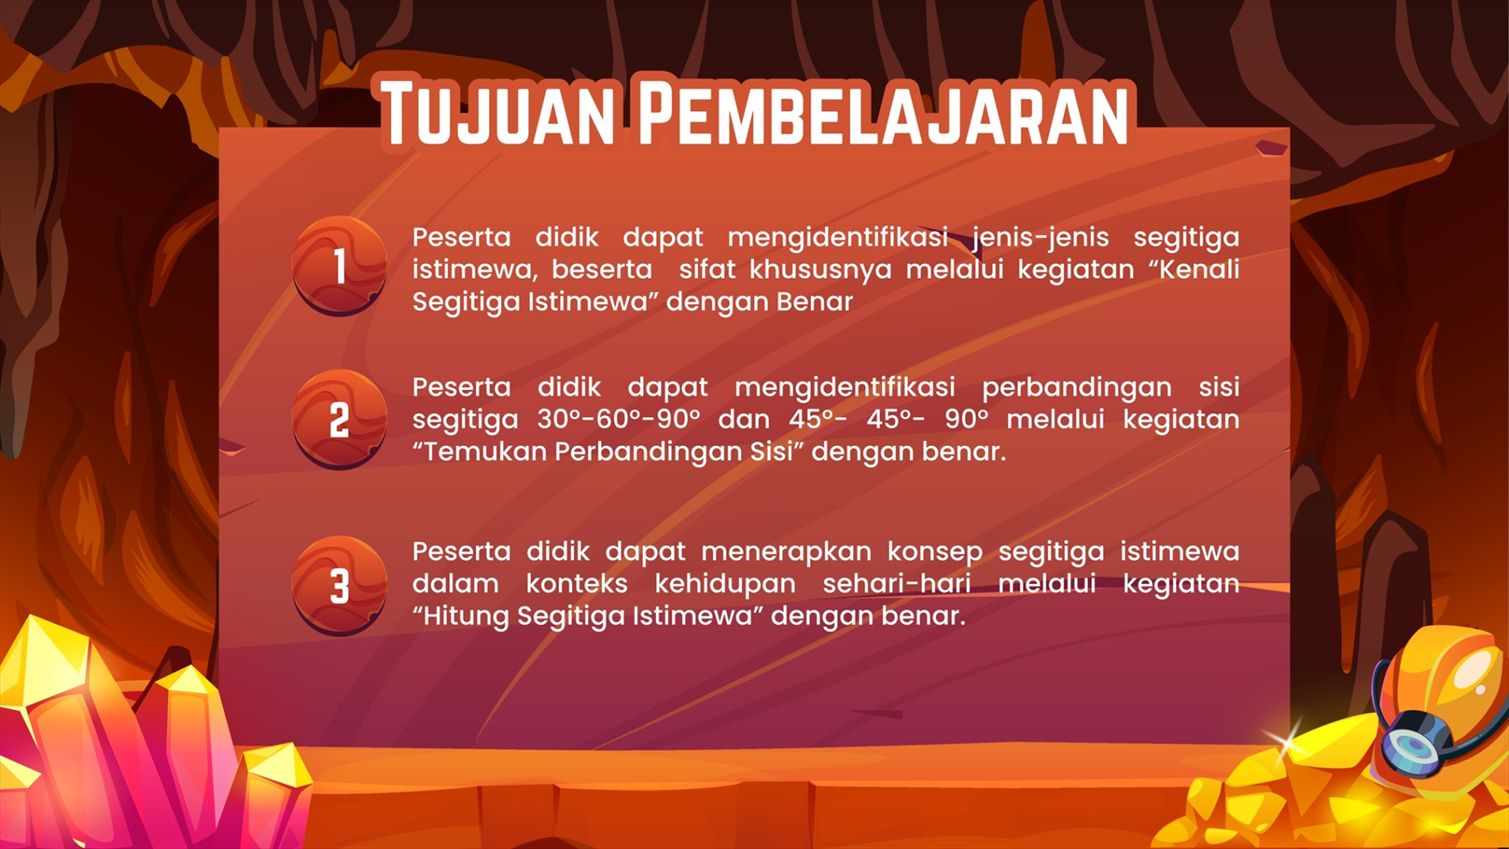 TUJUAN PEMBELAJARAN
1
Peserta didik dapat mengidentifikasi jenis-jenis segitiga
istimewa, beserta sifat khususnya melalui kegiatan “Kenali
Segitiga Istimewa” dengan Benar
2
Peserta didik dapat mengidentifikasi perbandingan sisi
segitiga 30°-60°-90° dan 45°- 45°- 90° melalui kegiatan
“Temukan Perbandingan Sisi” dengan benar.
3
Peserta didik dapat menerapkan konsep segitiga istimewa
dalam konteks kehidupan sehari-hari melalui kegiatan
“Hitung Segitiga Istimewa” dengan benar.